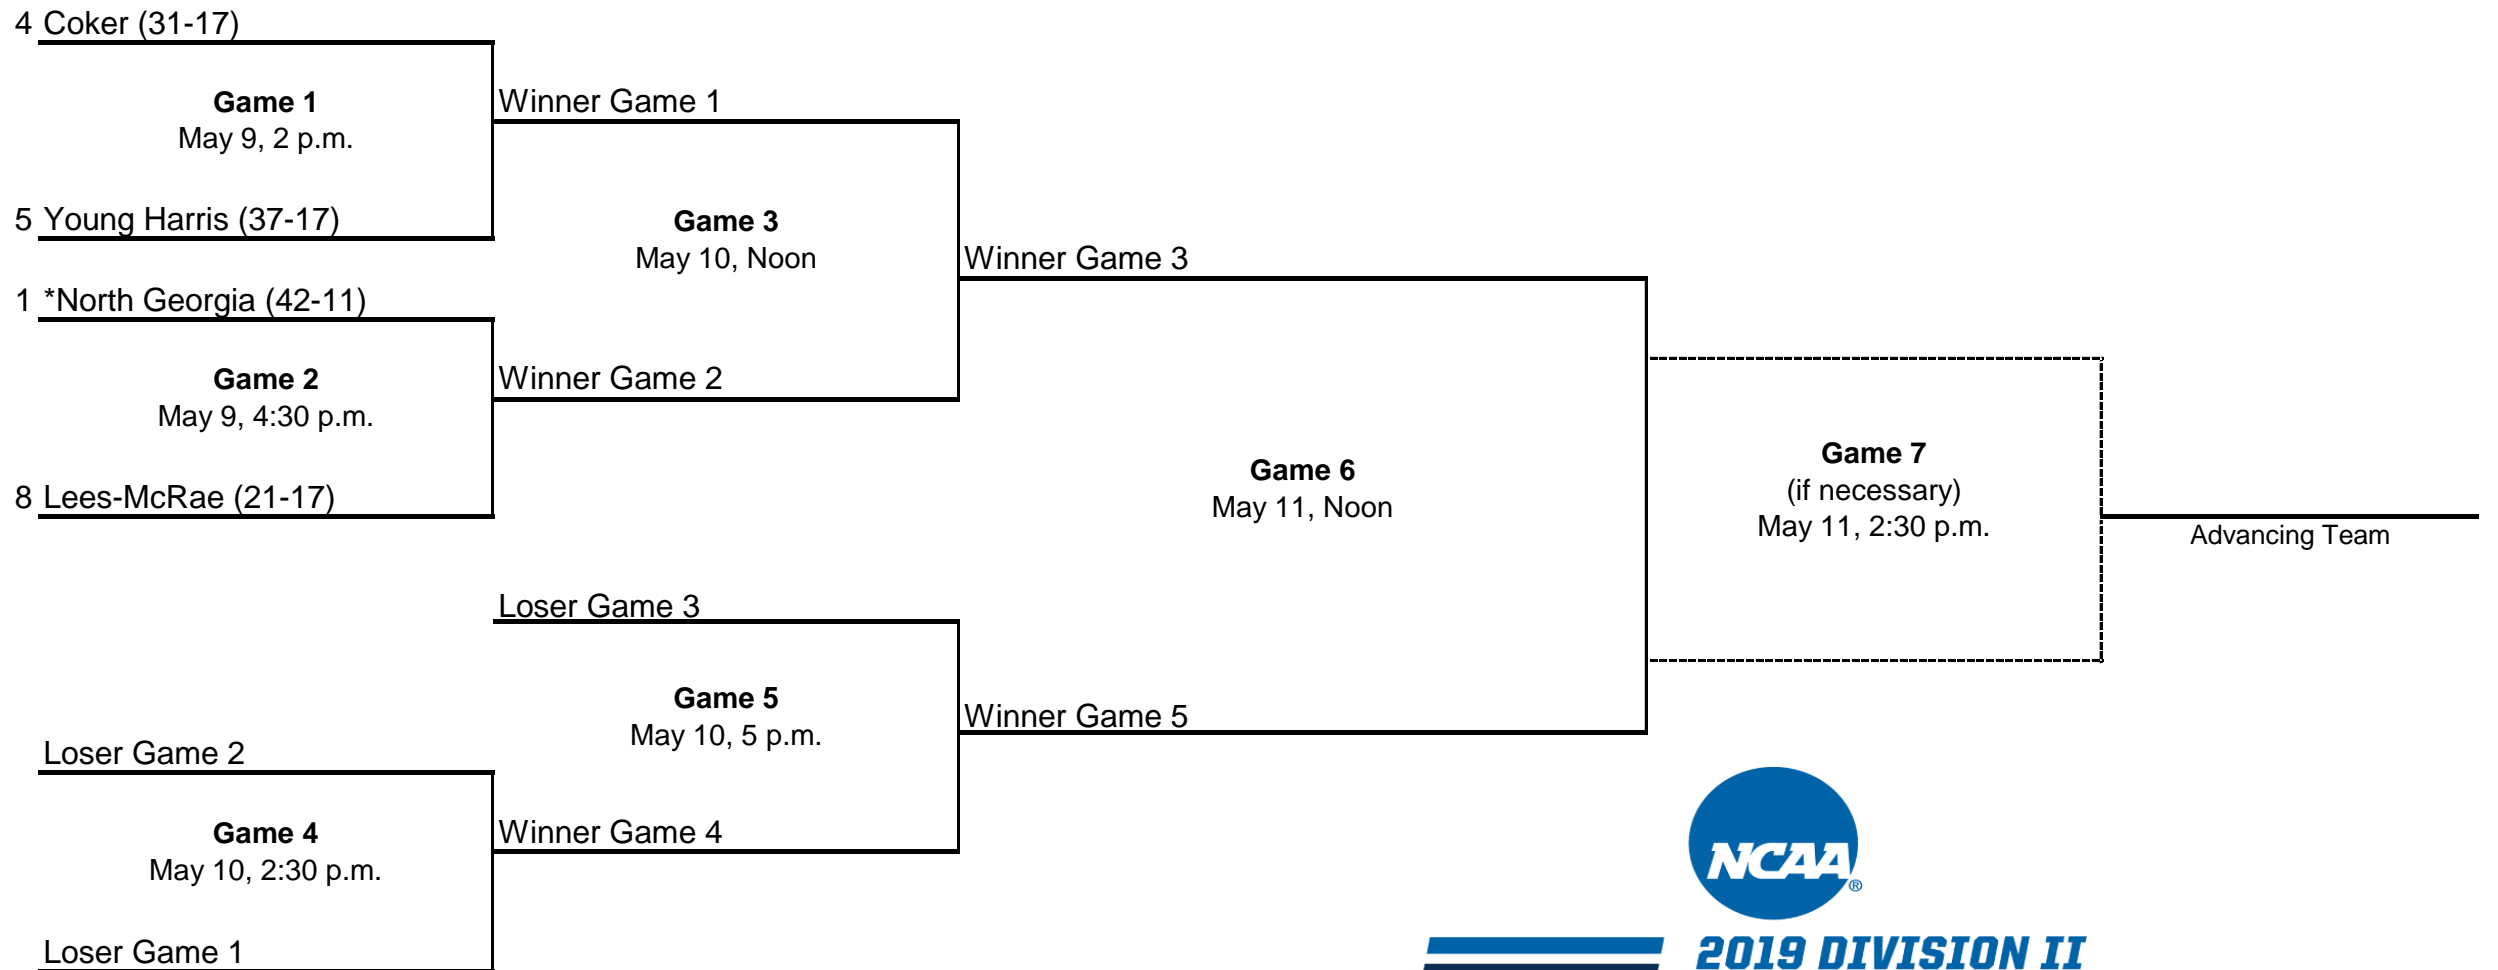 4 Coker (31-17)
Game 1
May 9, 2 p.m.
Winner Game 1
5 Young Harris (37-17)
Game 3
May 10, Noon
Winner Game 3
1 *North Georgia (42-11)
Game 2
May 9, 4:30 p.m.
Winner Game 2
8 Lees-McRae (21-17)
Game 6
May 11, Noon
Game 7
(if necessary)
May 11, 2:30 p.m.
Advancing Team
Loser Game 3
Game 5
May 10, 5 p.m.
Winner Game 5
Loser Game 2
Game 4
May 10, 2:30 p.m.
Winner Game 4
Loser Game 1
NCAA®
2019 DIVISION II